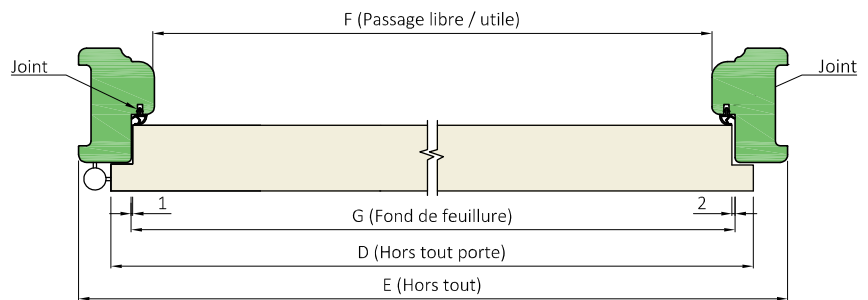 F (Passage libre / utile)
Joint
Joint
1
G (Fond de feuillure)
2
D (Hors tout porte)
E (Hors tout)